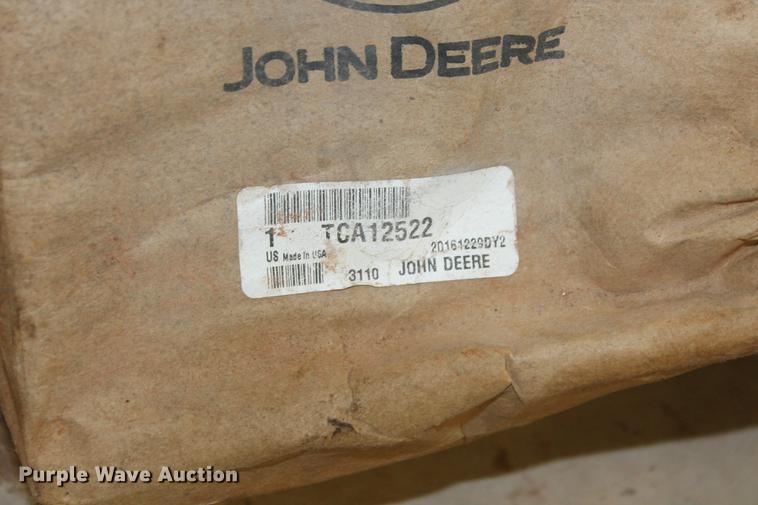 JOHN DEERE
1 TCA12522
20161229DY2
US Made In USA
3110 JOHN DEERE
Purple Wave Auction